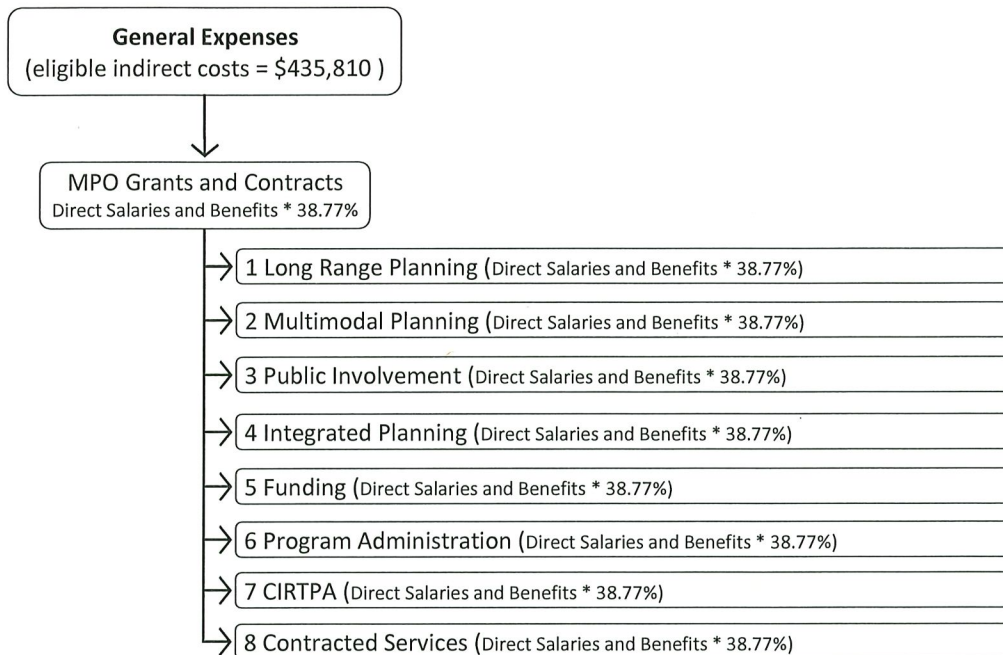 General Expenses
(eligible indirect costs = $435,810 )
MPO Grants and Contracts
Direct Salaries and Benefits * 38.77%
1 Long Range Planning (Direct Salaries and Benefits * 38.77%)
2 Multimodal Planning (Direct Salaries and Benefits * 38.77%)
3 Public Involvement (Direct Salaries and Benefits * 38.77%)
4 Integrated Planning (Direct Salaries and Benefits * 38.77%)
5 Funding (Direct Salaries and Benefits * 38.77%)
6 Program Administration (Direct Salaries and Benefits * 38.77%)
7 CIRTPA (Direct Salaries and Benefits * 38.77%)
8 Contracted Services (Direct Salaries and Benefits * 38.77%)